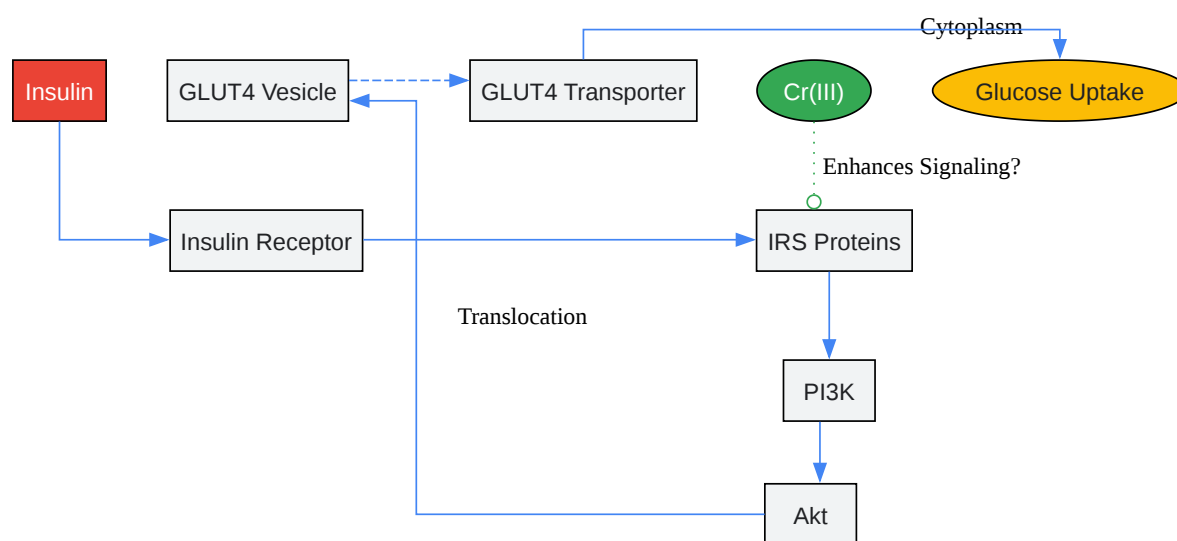 Cytoplasm
Insulin
GLUT4 Vesicle
GLUT4 Transporter
Cr(III)
Glucose Uptake
Enhances Signaling?
Insulin Receptor
IRS Proteins
Translocation
PI3K
Akt